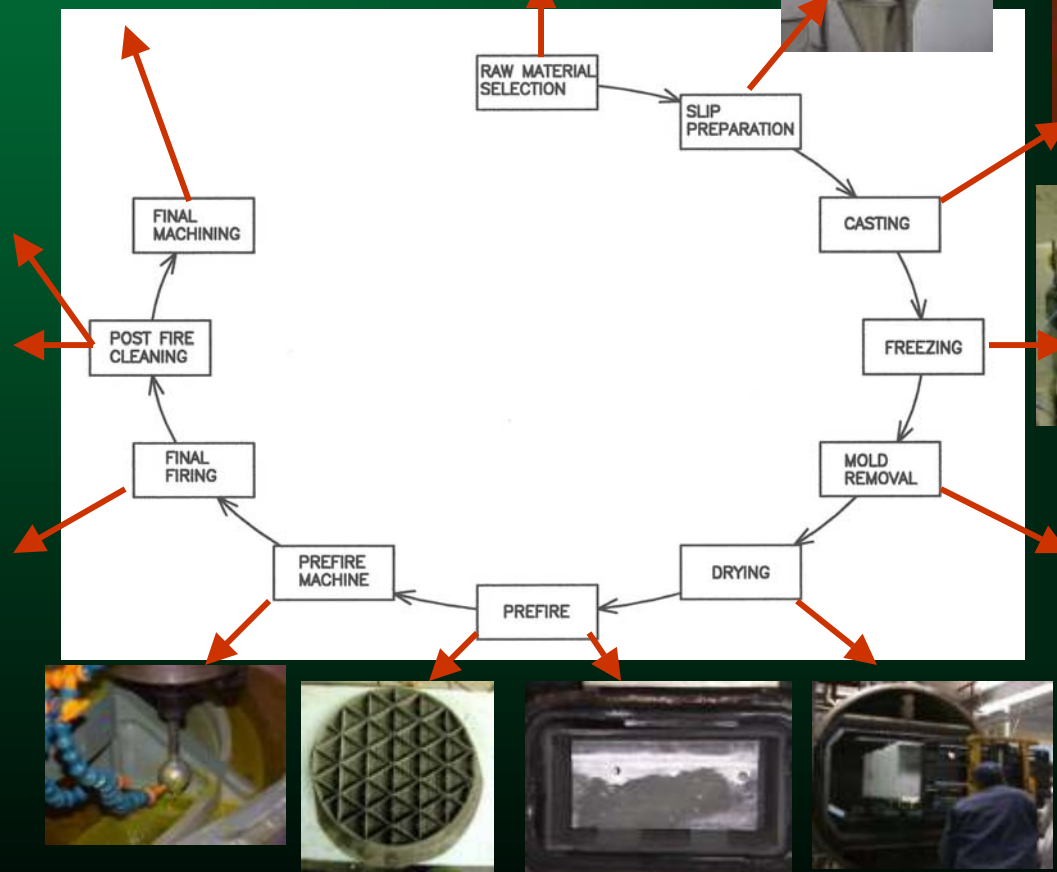 RAW MATERIAL
SELECTION
SLIP
PREPARATION
CASTING
FREEZING
MOLD
REMOVAL
DRYING
PREFIRE
PREFIRE
MACHINE
FINAL
FIRING
POST FIRE
CLEANING
FINAL
MACHINING